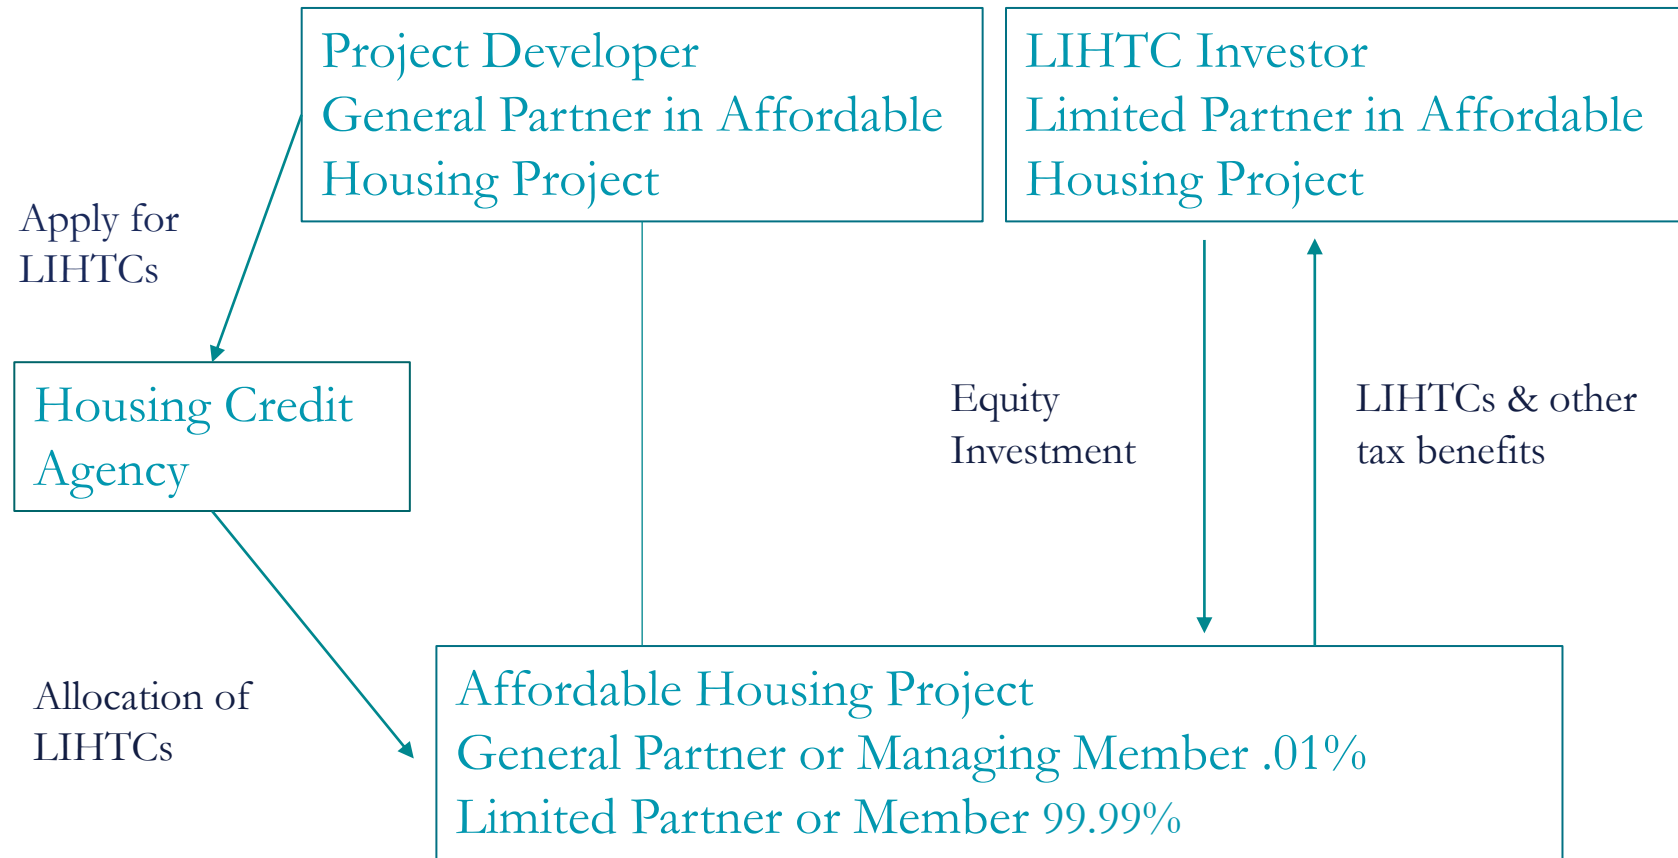 Project Developer
General Partner in Affordable
Housing Project
LIHTC Investor
Limited Partner in Affordable
Housing Project
Apply for
LIHTCs
Housing Credit
Agency
Equity
Investment
LIHTCs & other
tax benefits
Allocation of
LIHTCs
Affordable Housing Project
General Partner or Managing Member .01%
Limited Partner or Member 99.99%